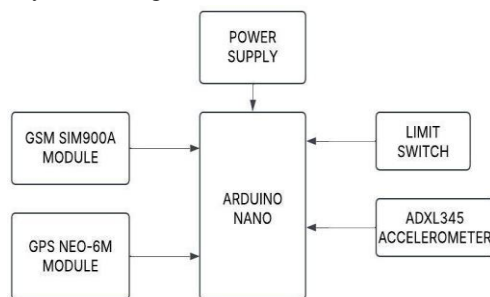 POWER
SUPPLY
GSM SIM900A
MODULE
LIMIT
SWITCH
ARDUINO
NANO
GPS NEO-6M
MODULE
ADXL345
ACCELEROMETER